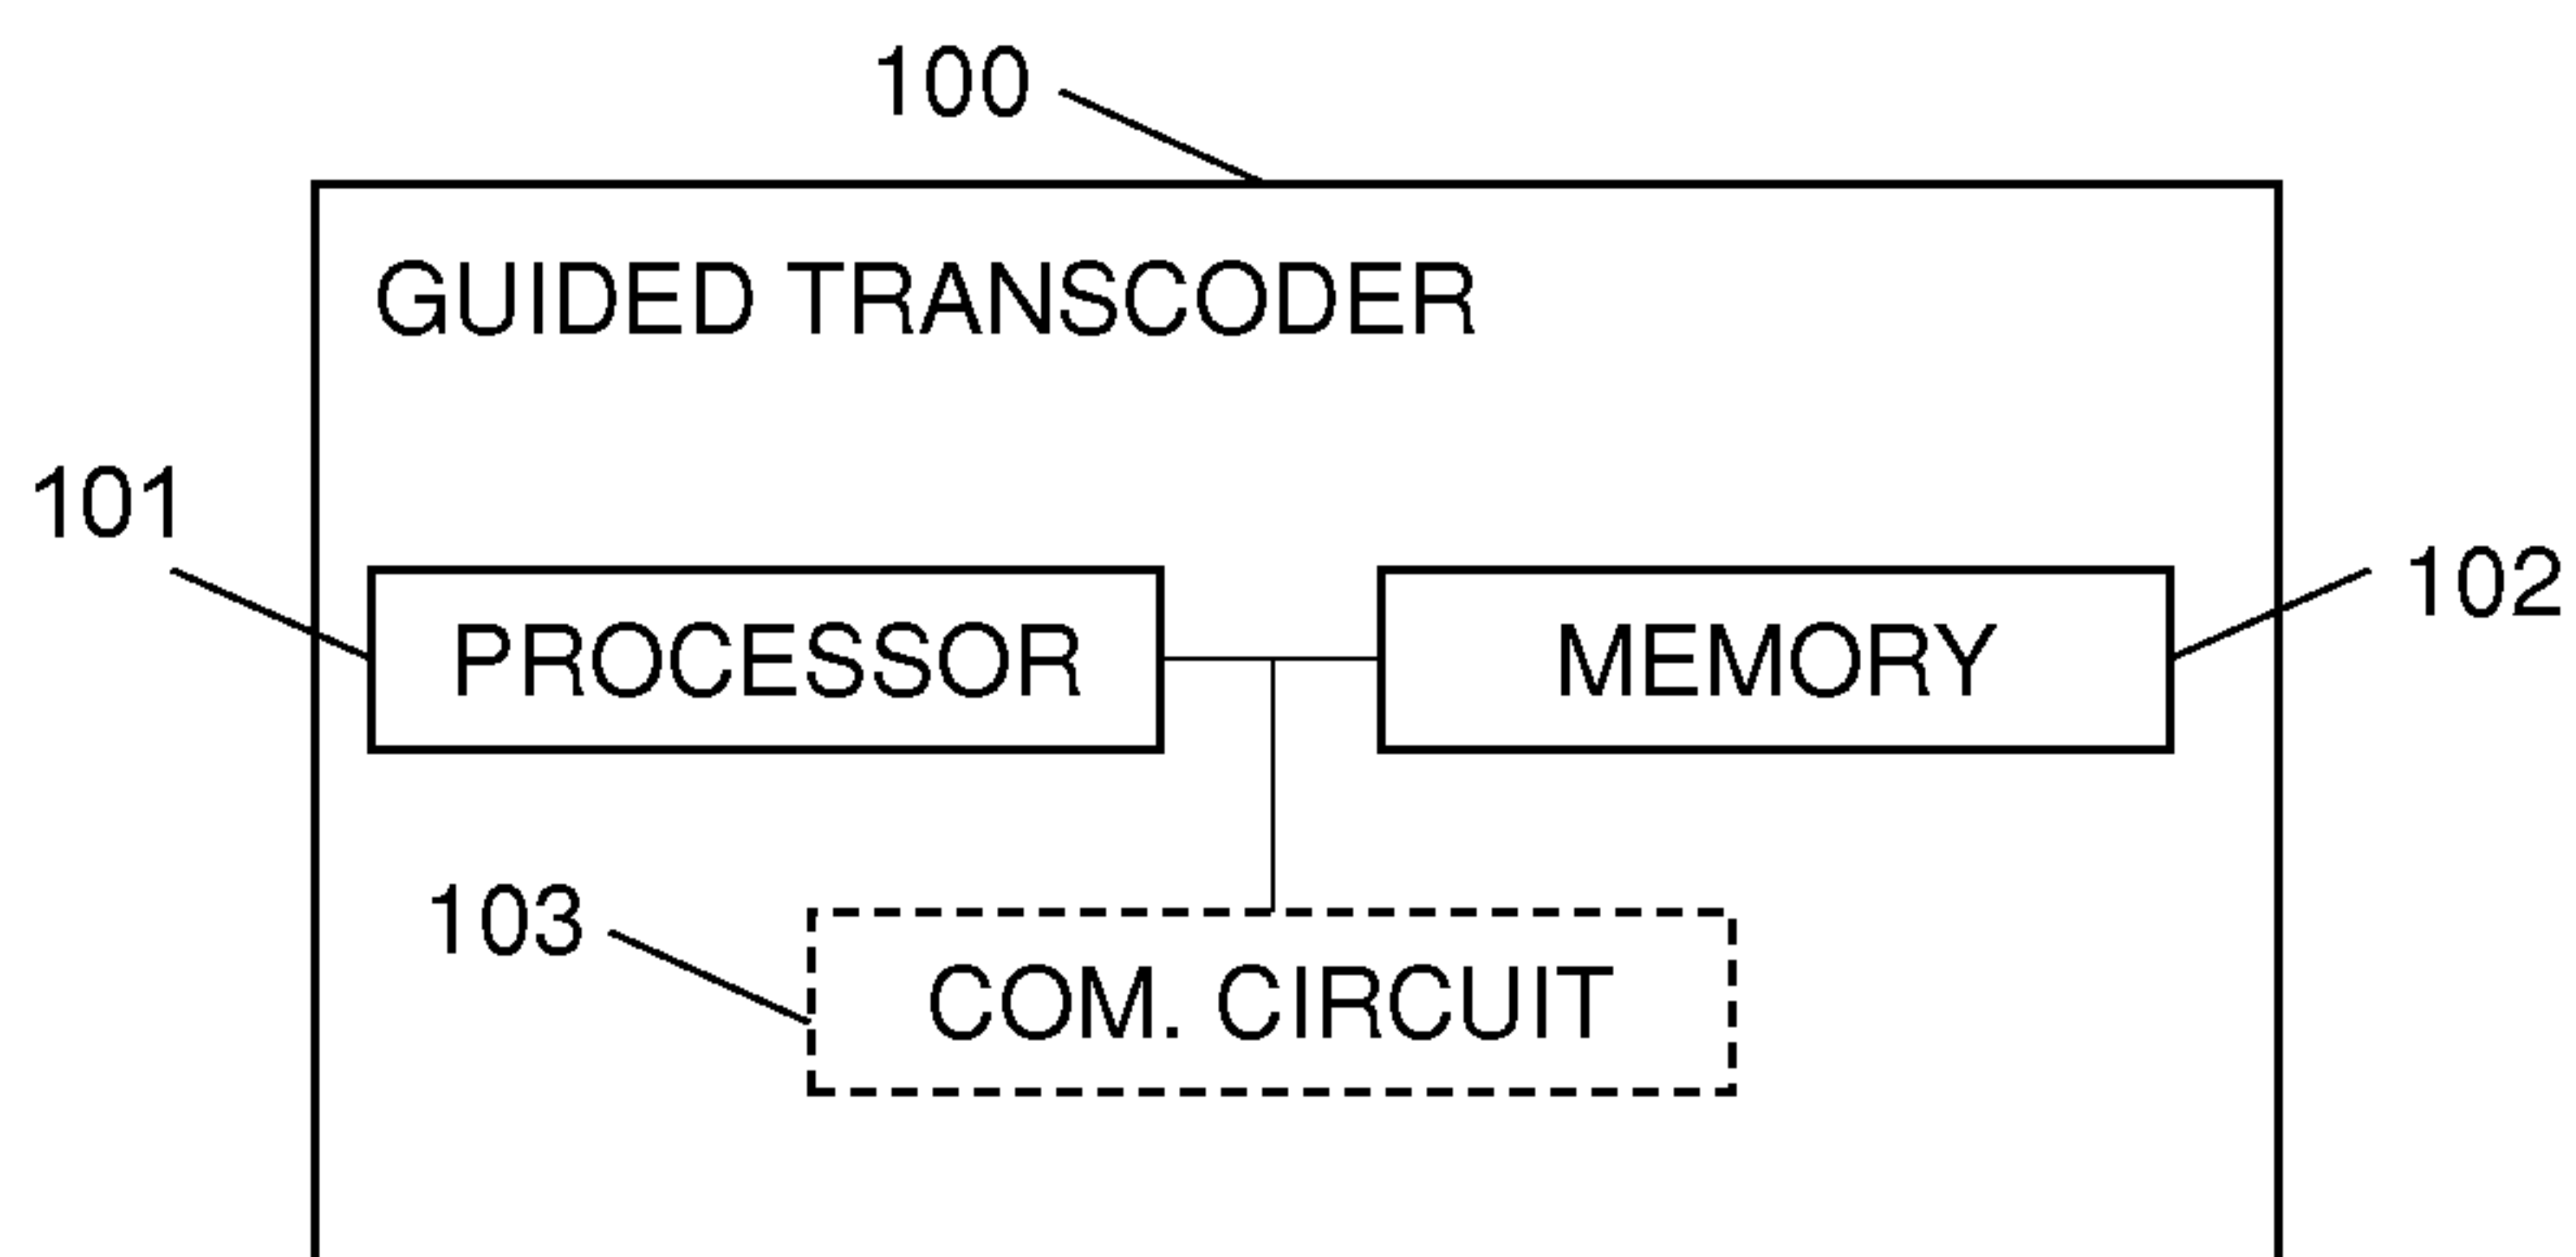 100
GUIDED TRANSCODER
101
102
PROCESSOR
MEMORY
103
COM. CIRCUIT